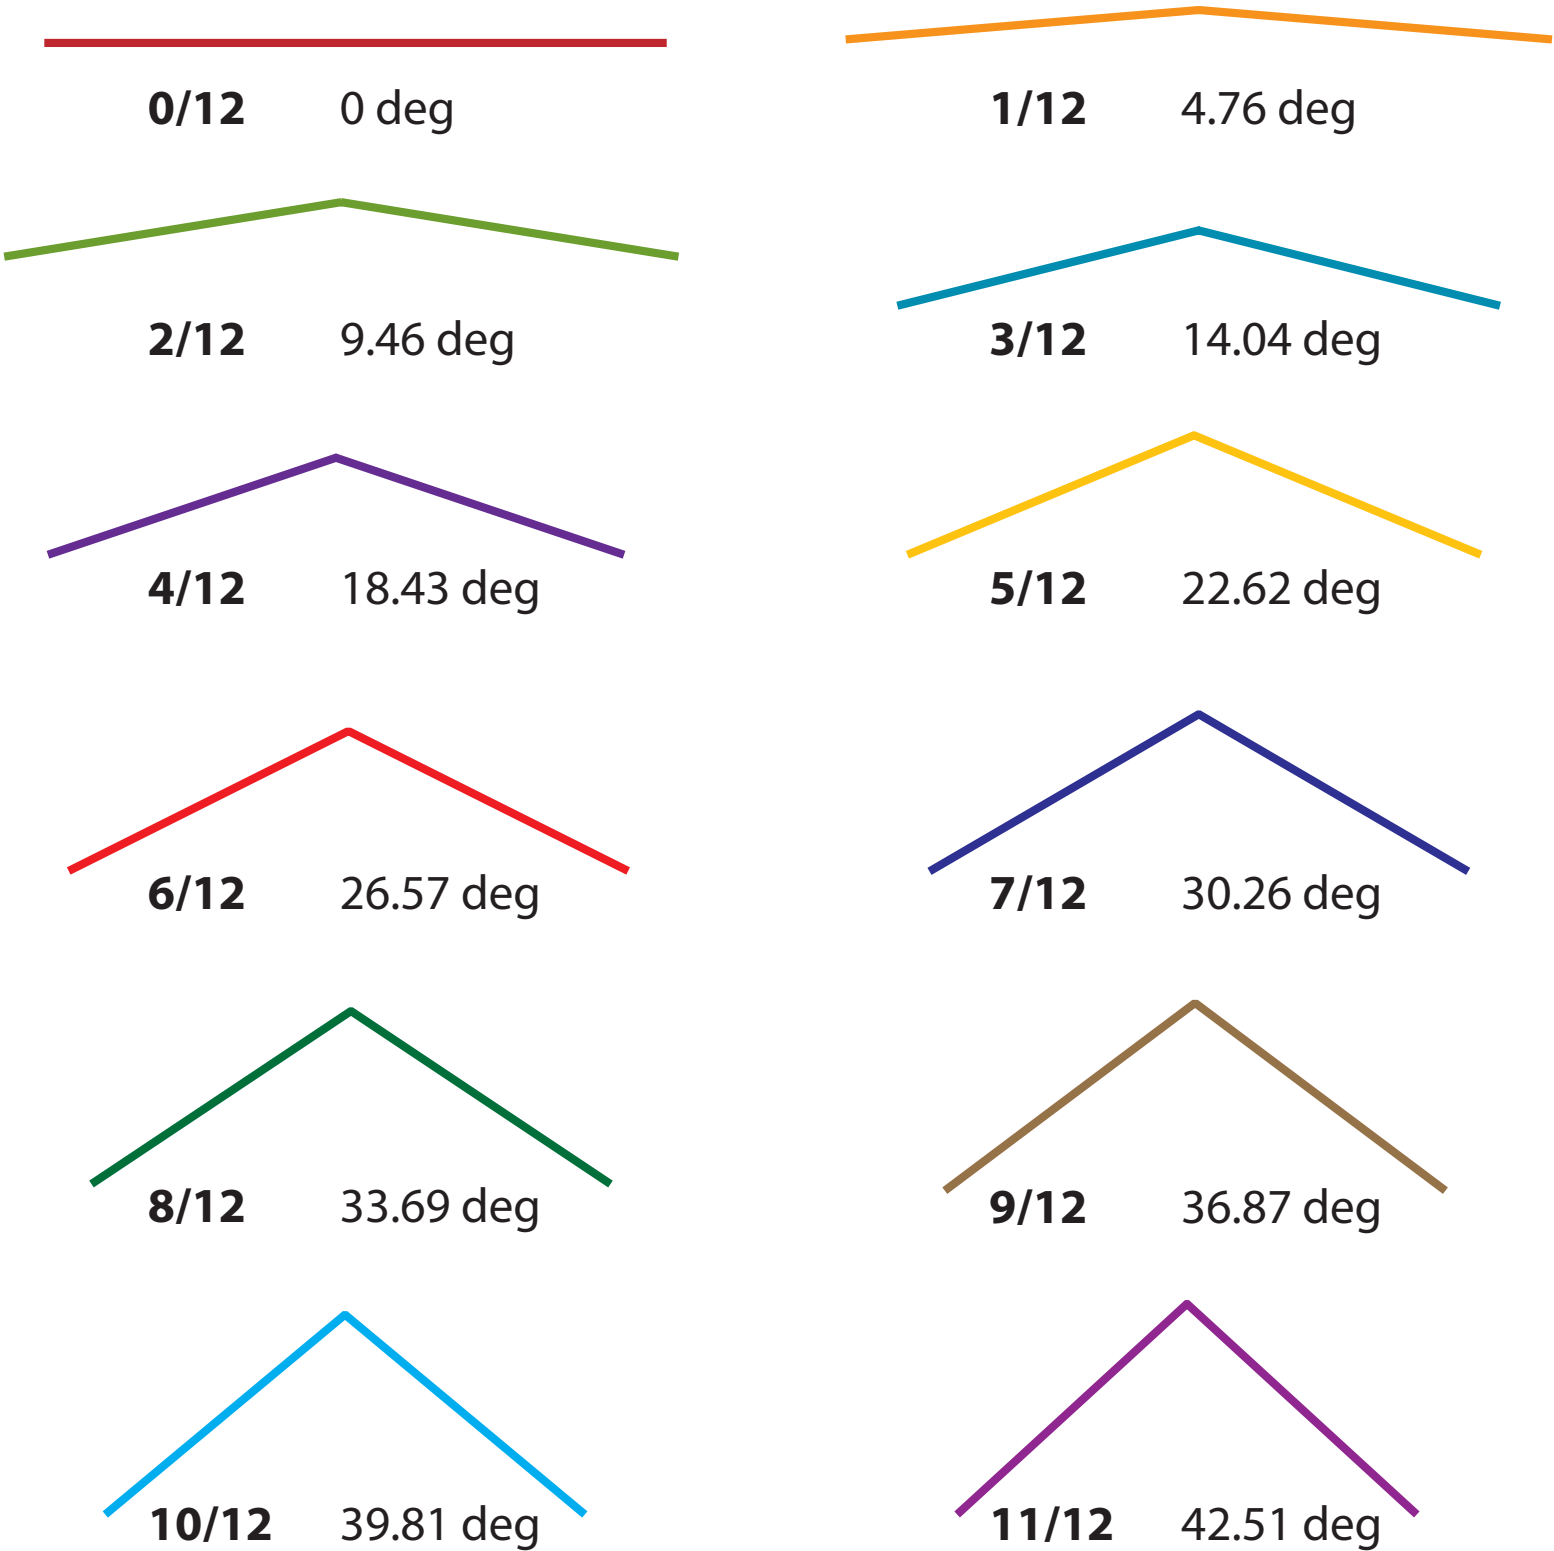 0/12 0 deg
1/12 4.76 deg
2/12 9.46 deg
3/12 14.04 deg
4/12 18.43 deg
5/12 22.62 deg
6/12 26.57 deg
7/12 30.26 deg
8/12 33.69 deg
9/12 36.87 deg
10/12 39.81 deg
11/12 42.51 deg